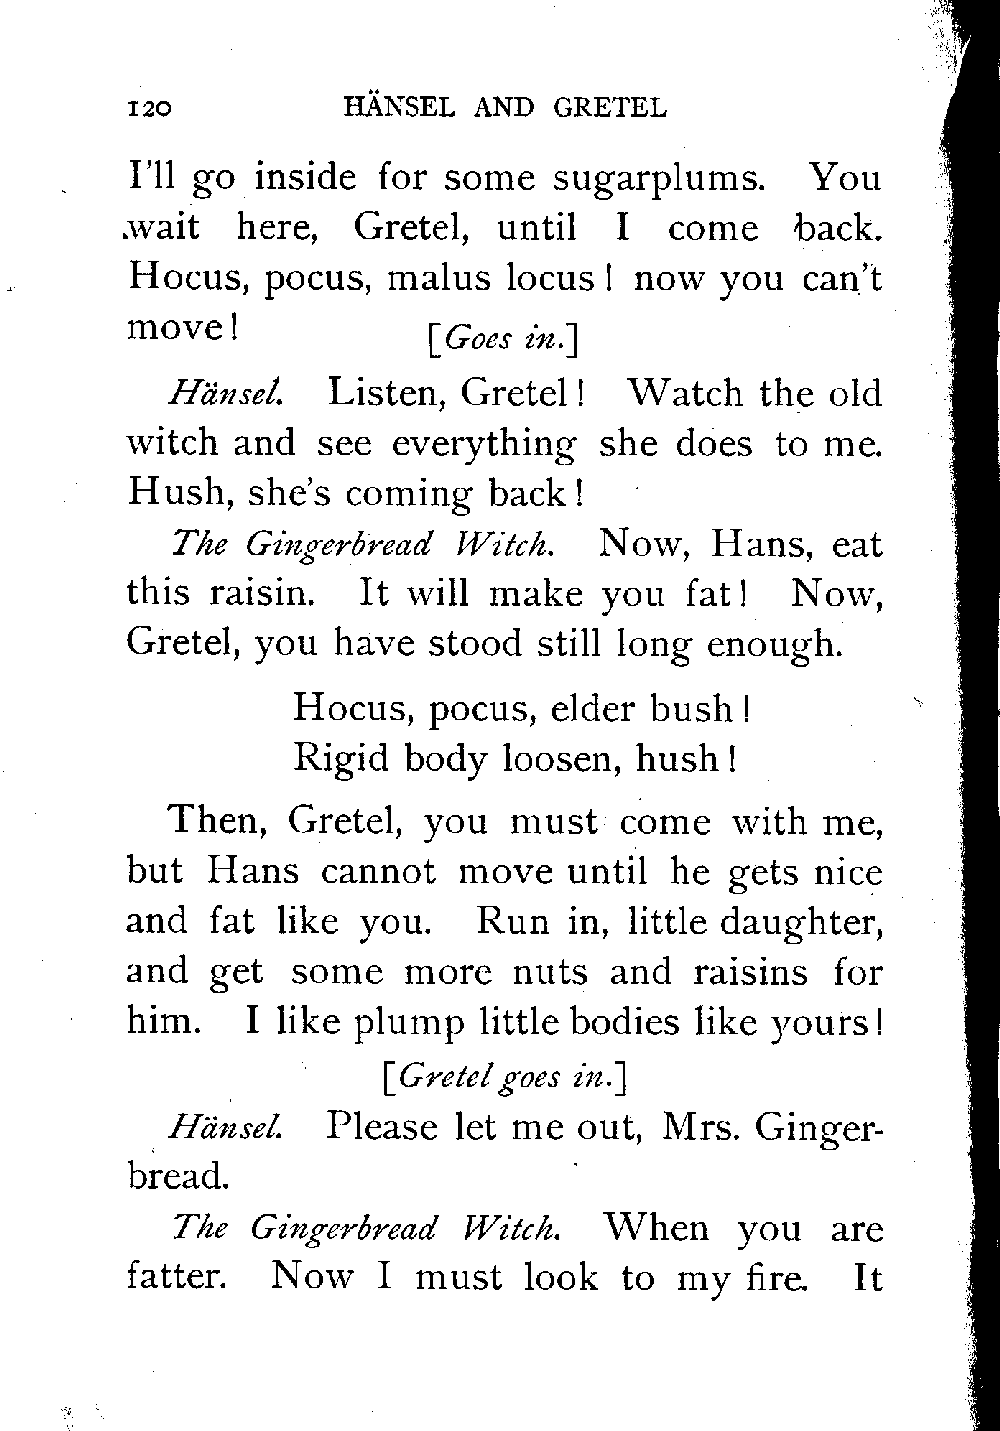 120 HÄNSEL AND GRETEL
I'll go inside for some sugarplums. You
wait here, Gretel, until I come back.
Hocus, pocus, malus locus! now you can't
move! [Goes in.]
Hänsel. Listen, Gretel! Watch the old
witch and see everything she does to me.
Hush, she's coming back!
The Gingerbread Witch. Now, Hans, eat
this raisin. It will make you fat! Now,
Gretel, you have stood still long enough.
Hocus, pocus, elder bush!
Rigid body loosen, hush!
Then, Gretel, you must come with me,
but Hans cannot move until he gets nice
and fat like you. Run in, little daughter,
and get some more nuts and raisins for
him. I like plump little bodies like yours!
[Gretel goes in.]
Hänsel. Please let me out, Mrs. Ginger-
bread.
The Gingerbread Witch. When you are
fatter. Now I must look to my fire. It